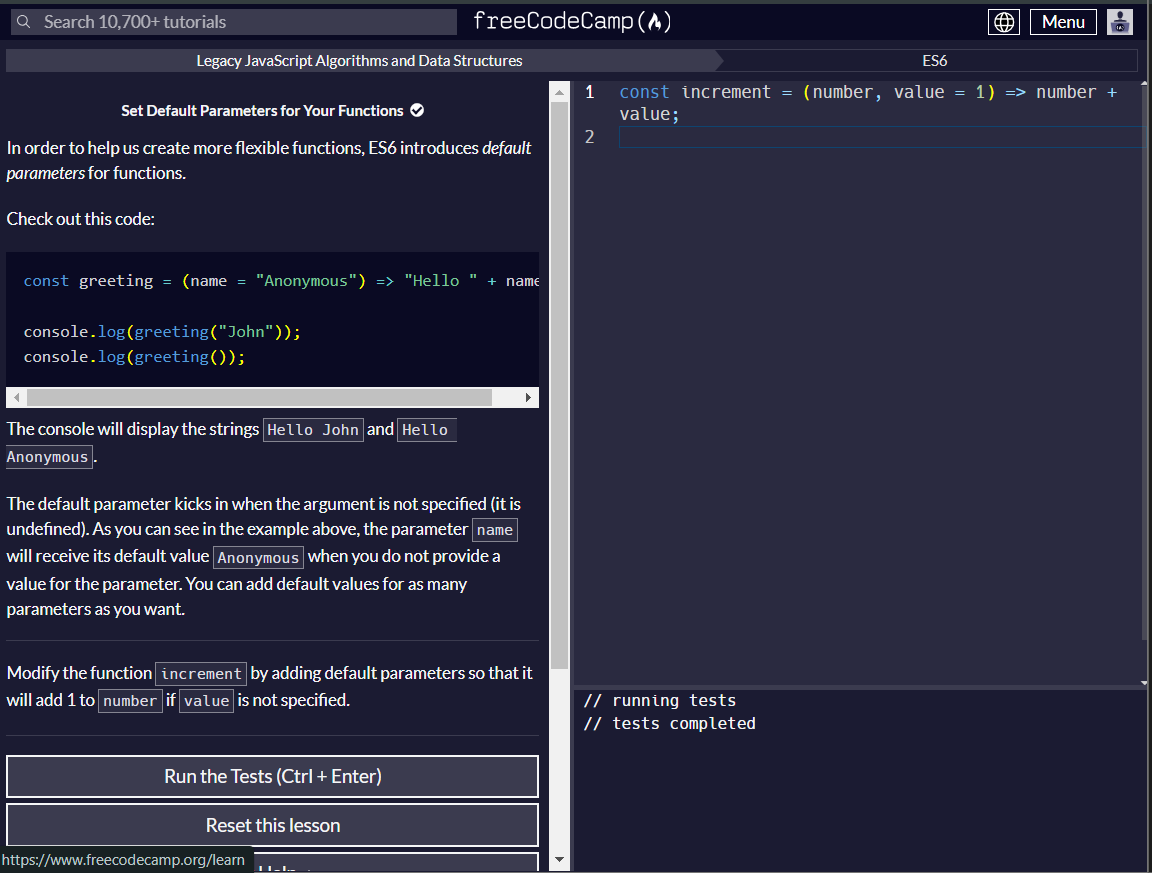 Search 10,700+ tutorials
freeCodeCamp(🔥)
Menu
Legacy JavaScript Algorithms and Data Structures
ES6
Set Default Parameters for Your Functions
In order to help us create more flexible functions, ES6 introduces default
parameters for functions.
Check out this code:
const greeting = (name = "Anonymous") => "Hello " + name
console.log(greeting("John"));
console.log(greeting());
The console will display the strings Hello John and Hello
Anonymous.
The default parameter kicks in when the argument is not specified (it is
undefined). As you can see in the example above, the parameter name
will receive its default value Anonymous when you do not provide a
value for the parameter. You can add default values for as many
parameters as you want.
Modify the function increment by adding default parameters so that it
will add 1 to number if value is not specified.
Run the Tests (Ctrl + Enter)
Reset this lesson
https://www.freecodecamp.org/learn
1 const increment = (number, value = 1) => number +
value;
2
// running tests
// tests completed